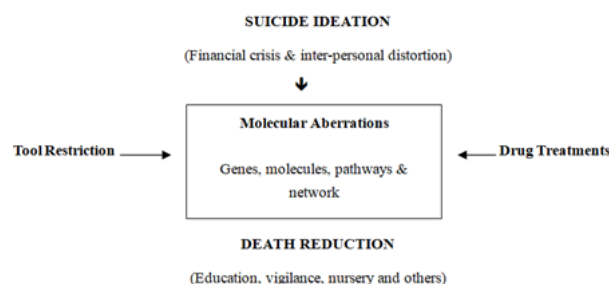 SUICIDE IDEATION
(Financial crisis & inter-personal distortion)
Molecular Aberrations
Tool Restriction
Drug Treatments
Genes, molecules, pathways &
network
DEATH REDUCTION
(Education, vigilance, nursery and others)